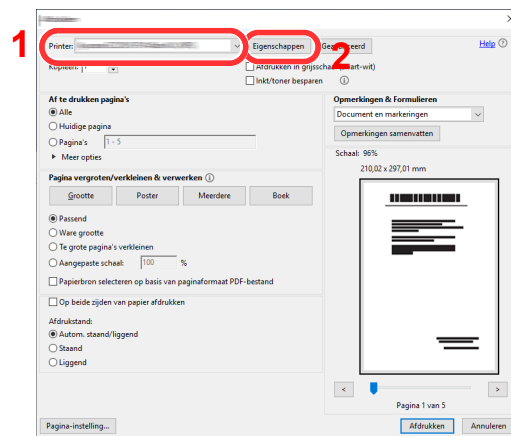 1
Printer:
Eigenschappen
2
Help
Kopieën: 1
Afdrukken in grijsschaal (zwart-wit)
Inkt/toner besparen
Af te drukken pagina's
Alle
Huidige pagina
Pagina's 1 - 5
Meer opties
Pagina vergroten/verkleinen & verwerken
Grootte Poster Meerdere Boek
Passend
Ware grootte
Te grote pagina's verkleinen
Aangepaste schaal: 100 %
Papierbron selecteren op basis van paginaformaat PDF-bestand
Op beide zijden van papier afdrukken
Afdrukstand:
Autom. staand/liggend
Staand
Liggend
Opmerkingen & Formulieren
Document en markeringen
Opmerkingen samenvatten
Schaal: 96%
210,02 x 297,01 mm
< >
Pagina 1 van 5
Pagina-instelling... Afdrukken Annuleren